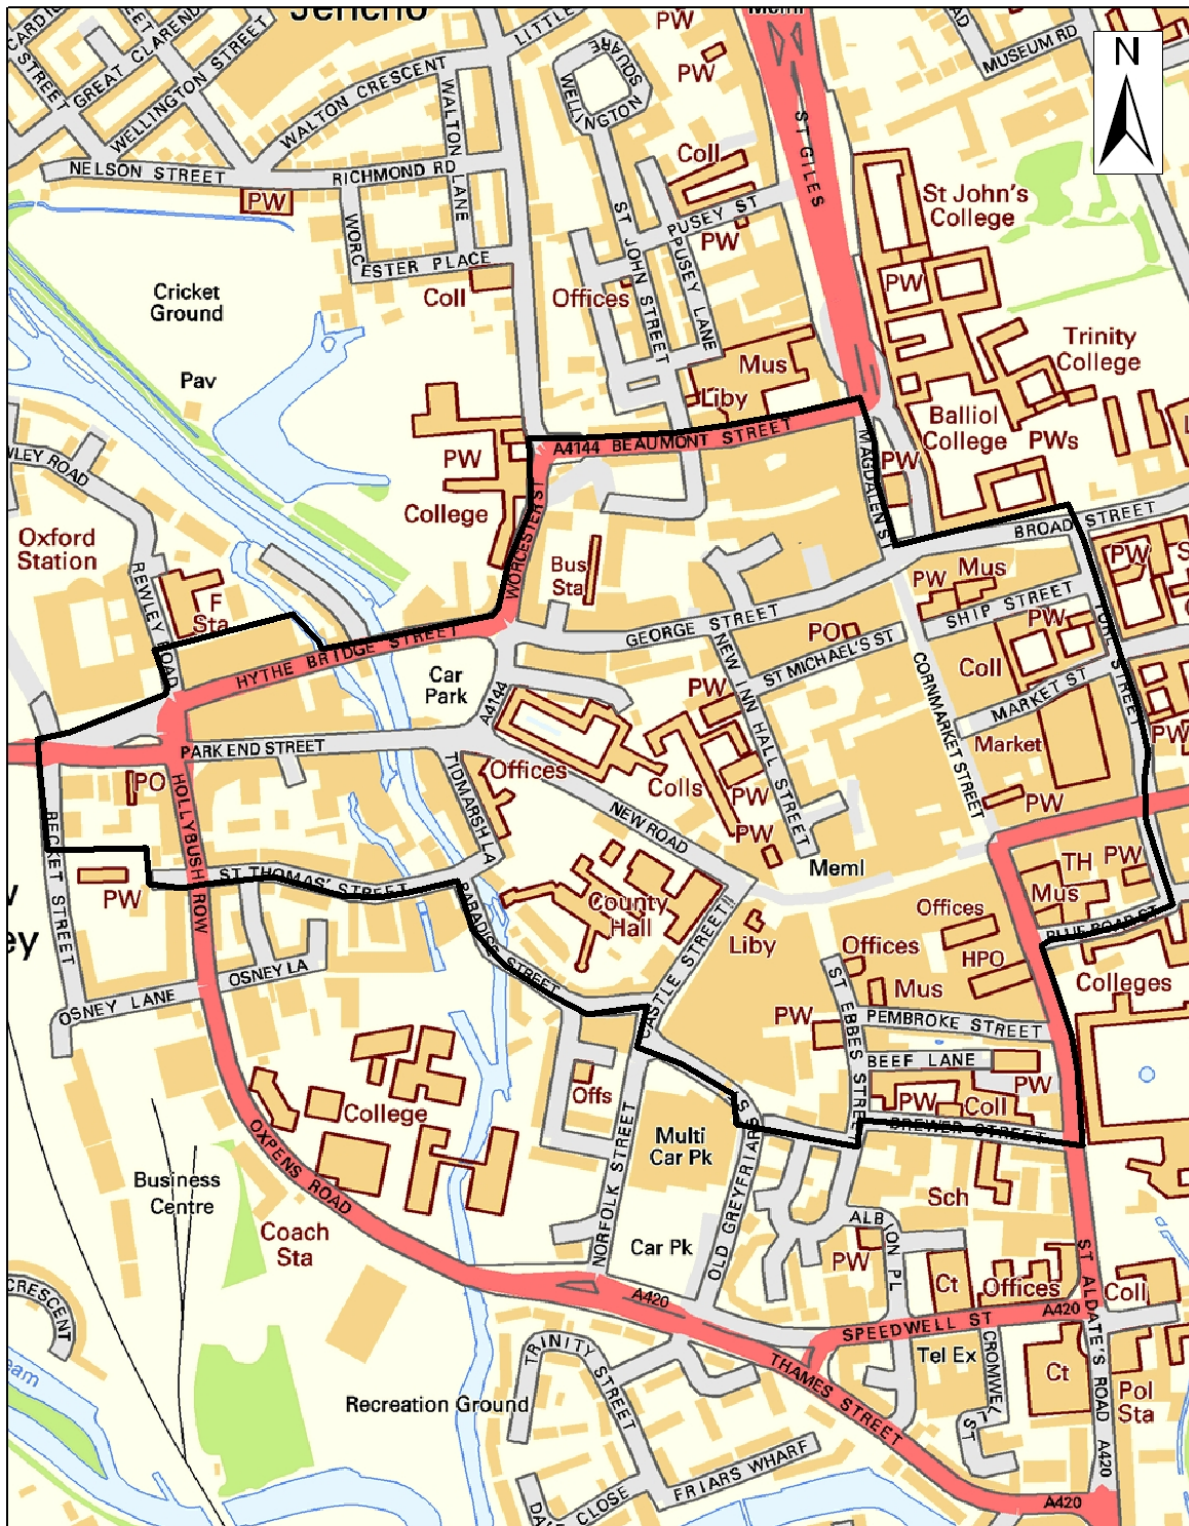 Jericho
LITTLE
PW
Meml
MUSEUM RD
N
GREAT CLAREND
STREET
WELLINGTON STREET
WALTON CRESCENT
WALTON LANE
WELLINGTON SQUARE
PW
ST GILES
NELSON STREET
RICHMOND RD
PW
Coll
St John's
College
WORCESTER PLACE
ST JOHN STREET
PUSEY ST
PW
PUSEY LANE
PW
Cricket
Ground
Coll
Offices
Trinity
College
Pav
Mus
Liby
Balliol
College
PWs
A4144 BEAUMONT STREET
MAGDALEN ST
PW
PW
College
WORCESTER ST
BROAD STREET
Oxford
Station
REWLEY ROAD
Bus
Sta
PW
Mus
PW
F
Sta
SHIP STREET
PW
GEORGE STREET
PO
ST MICHAEL'S ST
HYTHE BRIDGE STREET
Car
Park
A4144
NEW INN HALL STREET
CORNMARKET STREET
Coll
MARKET ST
PW
PARK END STREET
TIDMARSH LA
Offices
Colls
PW
Market
PW
PO
HOLLYBUSH ROW
NEW ROAD
PW
PW
BECKET STREET
PW
ST THOMAS' STREET
PARADISE STREET
County
Hall
Meml
TH
PW
Mus
Offices
BLUE BOAR ST
CASTLE STREET
Liby
Offices
HPO
OSNEY LA
OSNEY LANE
Mus
Colleges
PW
ST EBBES STREET
PEMBROKE STREET
BEEF LANE
PW
College
Offs
PW
Coll
BREWER STREET
Multi
Car Pk
OXPENS ROAD
NORFOLK STREET
OLD GREYFRIARS
Business
Centre
Sch
Coach
Sta
Car Pk
ALBION PL
PW
Ct
Offices
Coll
A420
A420
SPEEDWELL ST
ST ALDATE'S ROAD
CRESCENT
Tel Ex
THAMES STREET
TRINITY STREET
Ct
Pol
Sta
Recreation Ground
A420
FRIARS WHARF
CLOSE
A420